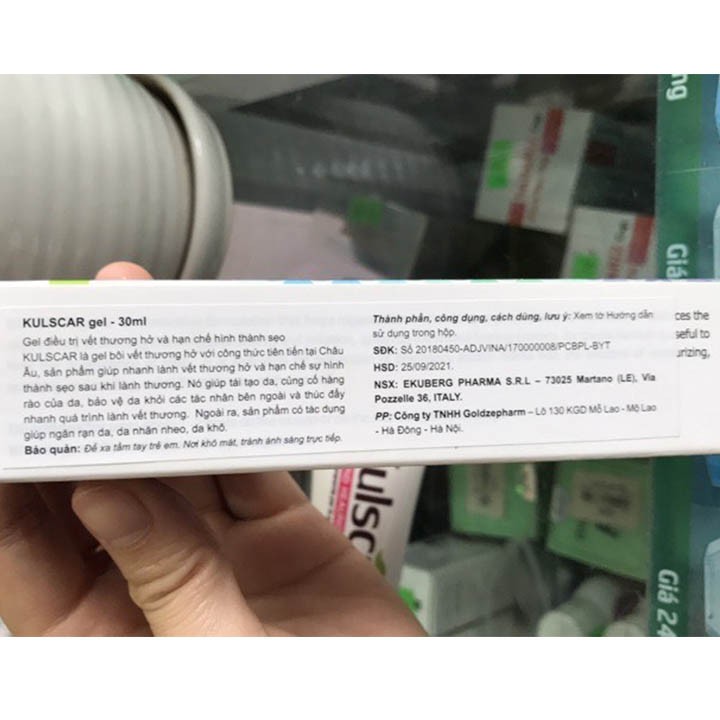 KULSCAR gel - 30ml
Gel điều trị vết thương hở và hạn chế hình thành sẹo
KULSCAR là gel bôi vết thương hở với công thức tiên tiến tại Châu
Âu, sản phẩm giúp nhanh lành vết thương hở và hạn chế sự hình
thành sẹo sau khi lành thương. Nó giúp tái tạo da, củng cố hàng
rào của da, bảo vệ da khỏi các tác nhân bên ngoài và thúc đẩy
nhanh quá trình lành vết thương. Ngoài ra, sản phẩm có tác dụng
giúp ngăn rạn da, da nhăn nheo, da khô.
Bảo quản: Để xa tầm tay trẻ em. Nơi khô mát, tránh ánh sáng trực tiếp.
Thành phần, công dụng, cách dùng, lưu ý: Xem tờ Hướng dẫn
sử dụng trong hộp.
SĐK: Số 20180450-ADJVINA/170000008/PCBPL-BYT
HSD: 25/09/2021.
NSX: EKUBERG PHARMA S.R.L – 73025 Martano (LE), Via
Pozzelle 36, ITALY.
PP: Công ty TNHH Goldzepharm – Lô 130 KGD Mỗ Lao - Mộ Lao
- Hà Đông - Hà Nội.
ces the
seful to
urizing,
ulsc
ng
Giá
Giá 24